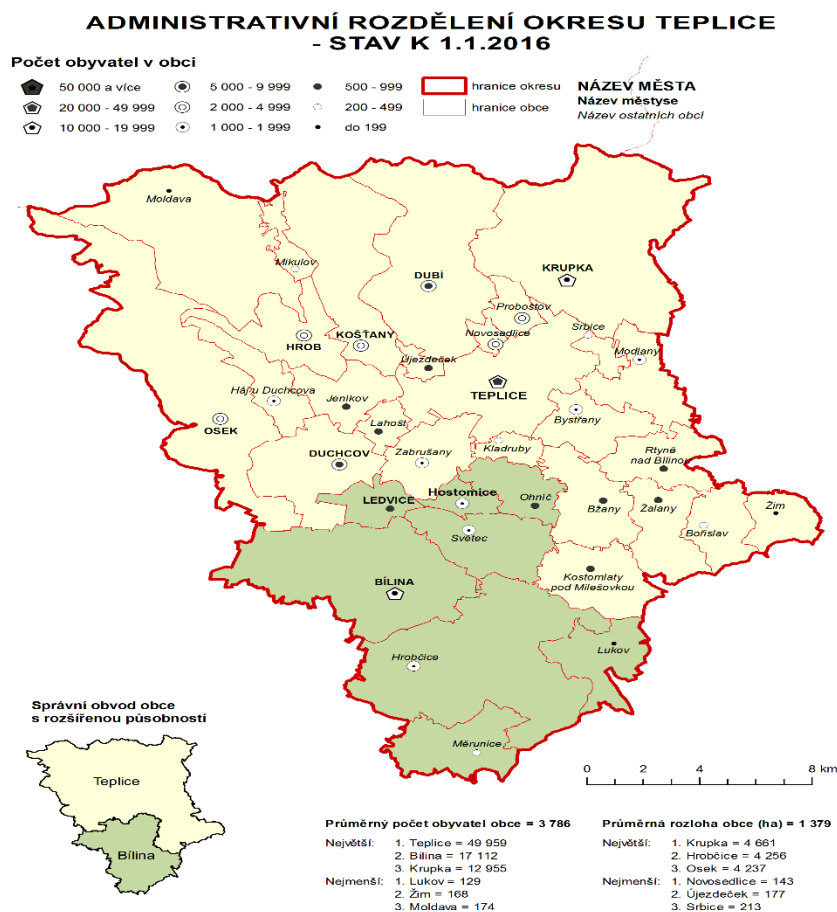 ADMINISTRATIVNÍ ROZDĚLENÍ OKRESU TEPLICE
- STAV K 1.1.2016
Počet obyvatel v obci
50 000 a více
5 000 - 9 999
500 - 999
hranice okresu
NÁZEV MĚSTA
20 000 - 49 999
2 000 - 4 999
200 - 499
hranice obce
Název městyse
10 000 - 19 999
1 000 - 1 999
do 199
Název ostatních obcí
Moldava
Mikulov
DUBÍ
KRUPKA
Proboštov
HROB
KOŠŤANY
Novosedlice
Srbice
Modlany
Újezdeček
TEPLICE
Háj u Duchcova
Jeníkov
OSEK
Lahošť
Bystřany
DUCHCOV
Zabrušany
Kladruby
Rtyně
nad Bílinou
LEDVICE
Hostomice
Ohníč
Bžany
Žalany
Žim
Bořislav
Světec
BÍLINA
Kostomlaty
pod Milešovkou
Hrobčice
Lukov
Měrunice
Správní obvod obce
s rozšířenou působností
Teplice
Bílina
0 2 4 6 8 km
Průměrný počet obyvatel obce = 3 786
Největší: 1. Teplice = 49 959
2. Bílina = 17 112
3. Krupka = 12 955
Nejmenší: 1. Lukov = 129
2. Žim = 168
3. Moldava = 174
Průměrná rozloha obce (ha) = 1 379
Největší: 1. Krupka = 4 661
2. Hrobčice = 4 256
3. Osek = 4 237
Nejmenší: 1. Novosedlice = 143
2. Újezdeček = 177
3. Srbice = 213